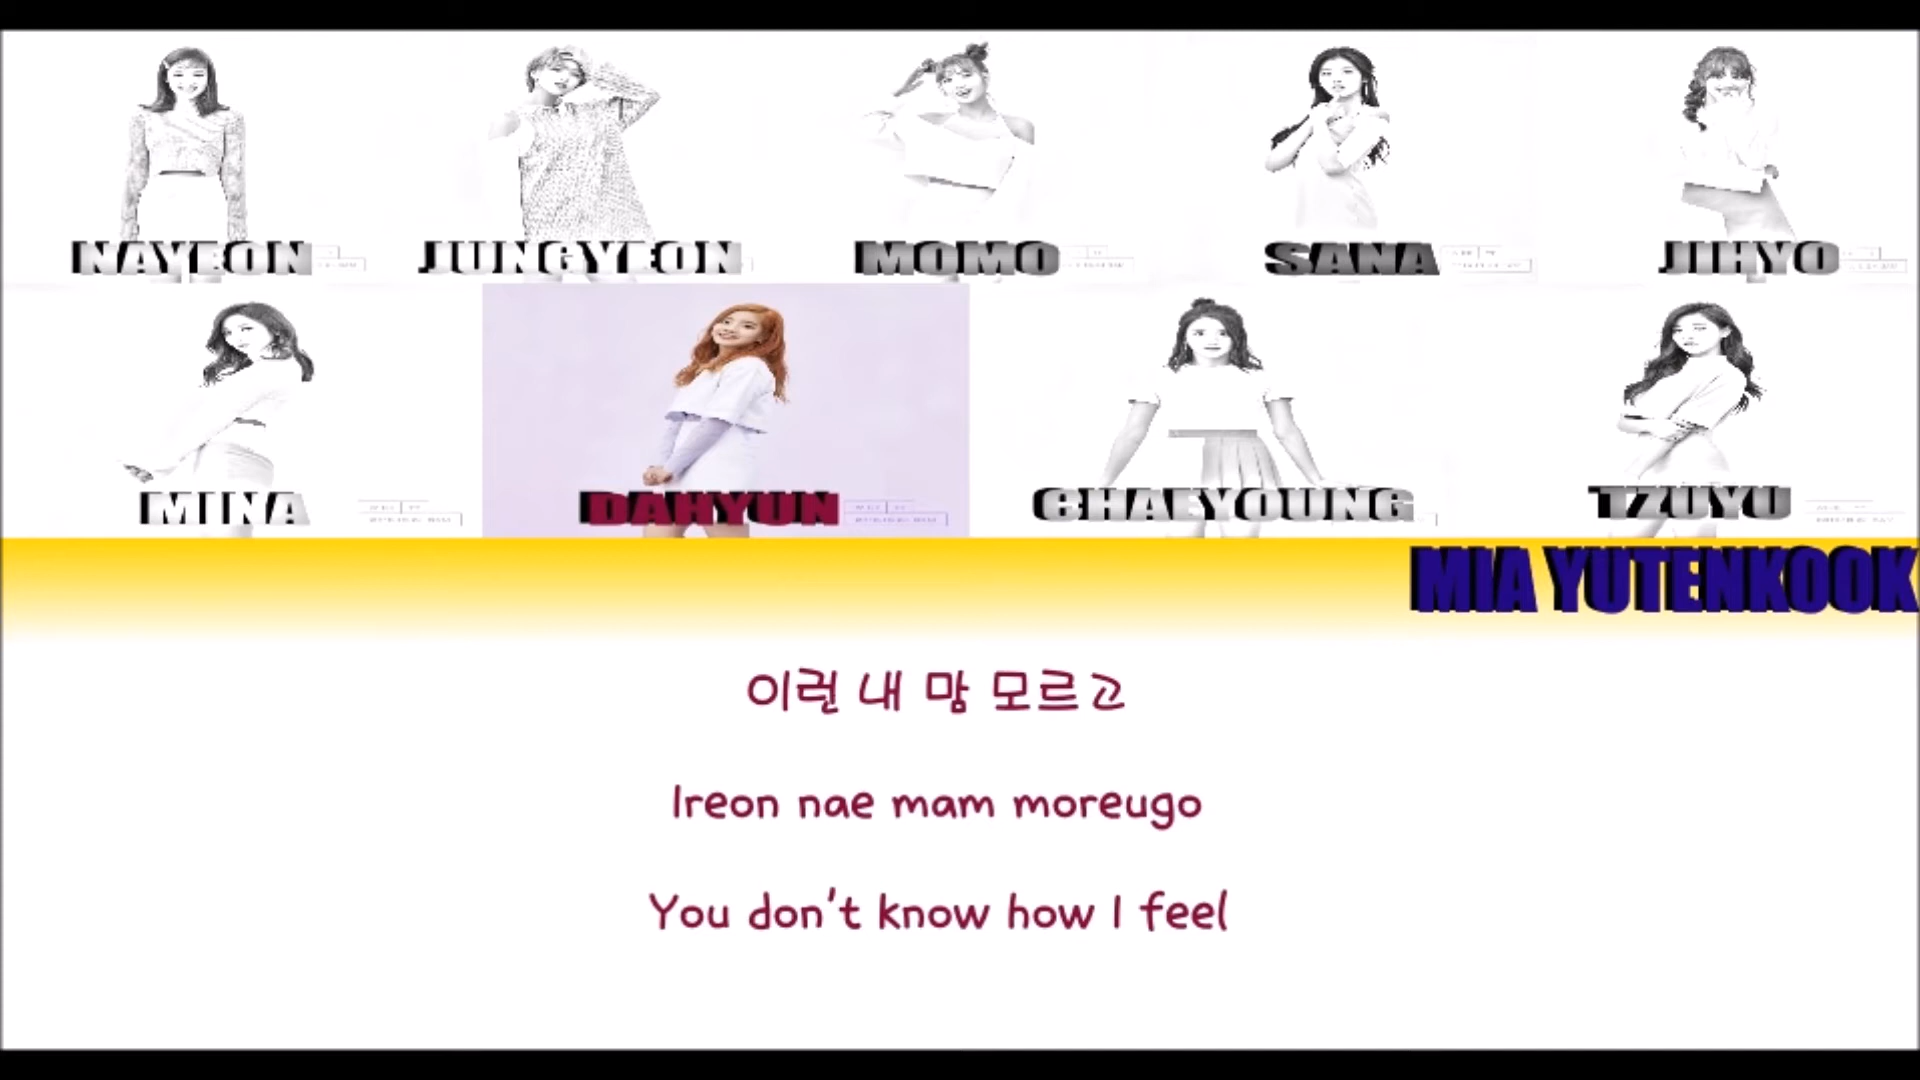 NAYEON JUNGYEON MOMO SANA JIHYO
MINA DAHYUN CHAEYOUNG TZUYU
MIA YUTENKOOK
이런 내 맘 모르고
Ireon nae mam moreugo
You don't know how I feel